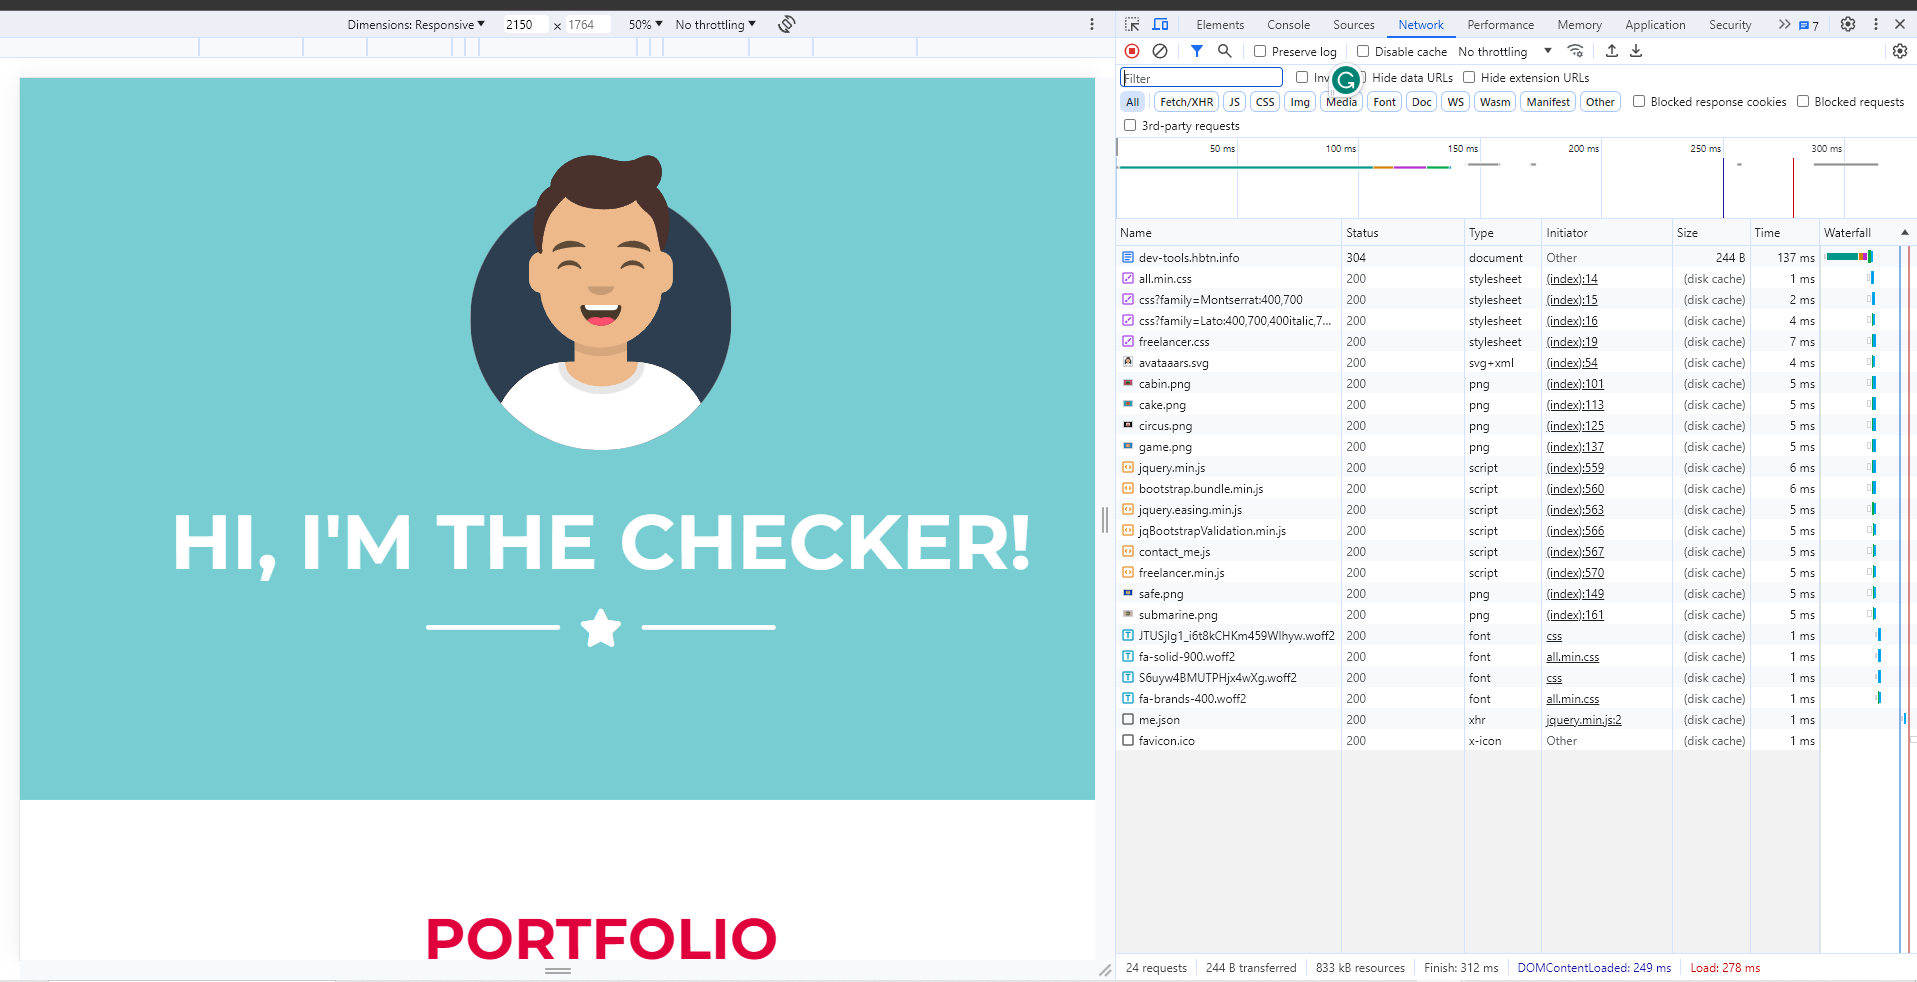 Dimensions: Responsive 2150 x 1764 50% No throttling
HI, I'M THE CHECKER!
PORTFOLIO
Elements Console Sources Network Performance Memory Application Security 7
Preserve log Disable cache No throttling
Filter Inv Hide data URLs Hide extension URLs
All Fetch/XHR JS CSS Img Media Font Doc WS Wasm Manifest Other Blocked response cookies Blocked requests
3rd-party requests
50 ms 100 ms 150 ms 200 ms 250 ms 300 ms
Name Status Type Initiator Size Time Waterfall
dev-tools.hbtn.info 304 document Other 244 B 137 ms
all.min.css 200 stylesheet (index):14 (disk cache) 1 ms
css?family=Montserrat:400,700 200 stylesheet (index):15 (disk cache) 2 ms
css?family=Lato:400,700,400italic,7... 200 stylesheet (index):16 (disk cache) 4 ms
freelancer.css 200 stylesheet (index):19 (disk cache) 7 ms
avataaars.svg 200 svg+xml (index):54 (disk cache) 4 ms
cabin.png 200 png (index):101 (disk cache) 5 ms
cake.png 200 png (index):113 (disk cache) 5 ms
circus.png 200 png (index):125 (disk cache) 5 ms
game.png 200 png (index):137 (disk cache) 5 ms
jquery.min.js 200 script (index):559 (disk cache) 6 ms
bootstrap.bundle.min.js 200 script (index):560 (disk cache) 6 ms
jquery.easing.min.js 200 script (index):563 (disk cache) 5 ms
jqBootstrapValidation.min.js 200 script (index):566 (disk cache) 5 ms
contact_me.js 200 script (index):567 (disk cache) 5 ms
freelancer.min.js 200 script (index):570 (disk cache) 5 ms
safe.png 200 png (index):149 (disk cache) 5 ms
submarine.png 200 png (index):161 (disk cache) 5 ms
JTUSjIg1_i6t8kCHKm459Wlhyw.woff2 200 font css (disk cache) 1 ms
fa-solid-900.woff2 200 font all.min.css (disk cache) 1 ms
S6uyw4BMUTPHjx4wXg.woff2 200 font css (disk cache) 1 ms
fa-brands-400.woff2 200 font all.min.css (disk cache) 1 ms
me.json 200 xhr jquery.min.js:2 (disk cache) 1 ms
favicon.ico 200 x-icon Other (disk cache) 1 ms
24 requests 244 B transferred 833 kB resources Finish: 312 ms DOMContentLoaded: 249 ms Load: 278 ms